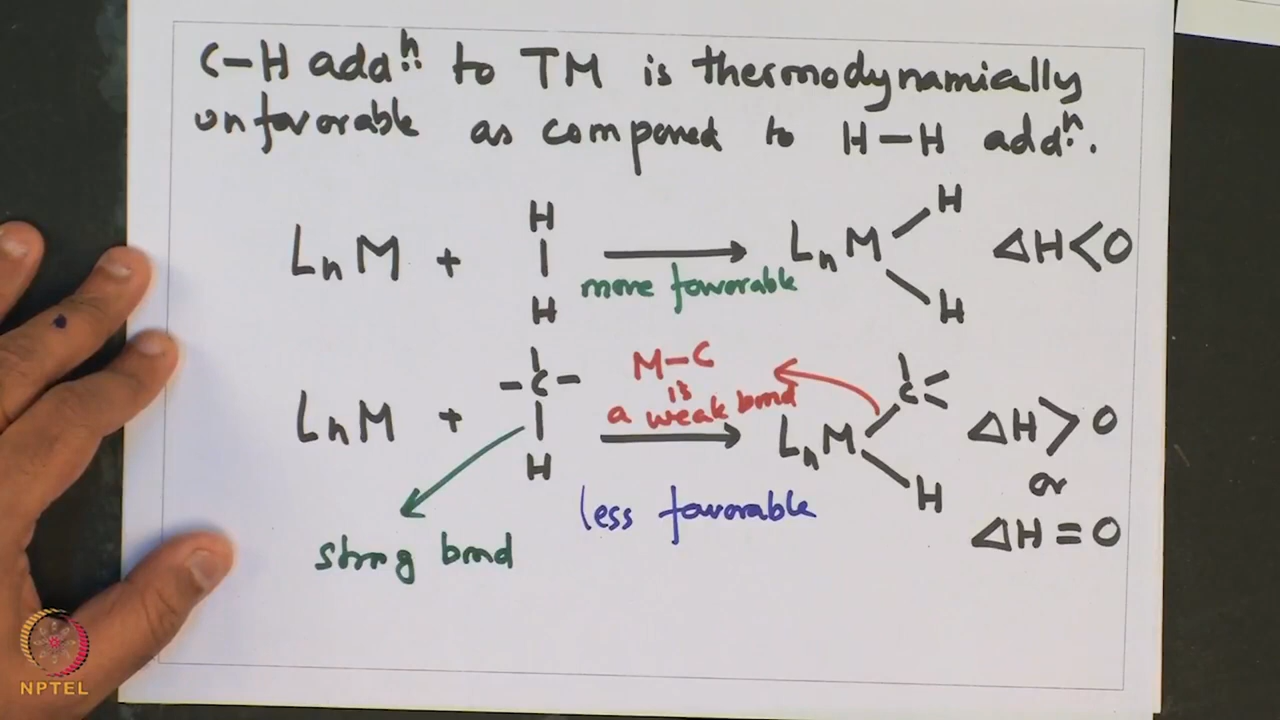 C-H addⁿ. to TM is thermodynamically
unfavorable as compared to H-H addⁿ.
LnM + H-H → LnM H H ΔH<0
more favorable
M-C
is
a weak bond
LnM + -C- H → LnM C H ΔH>0
or
ΔH=0
less favorable
strong bond
NPTEL